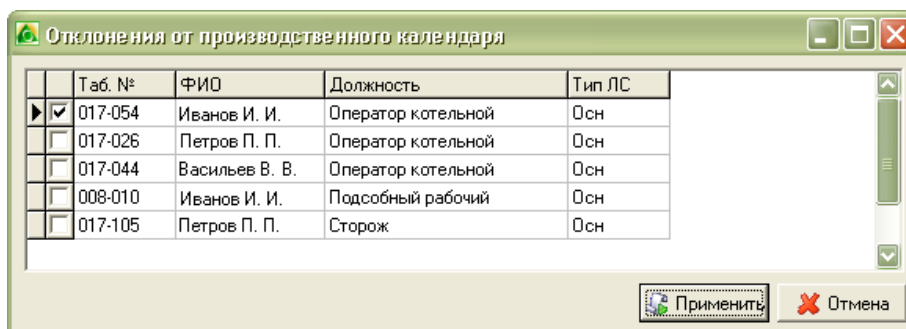 Отклонения от производственного календаря
Таб. № ФИО Должность Тип ЛС
017-054 Иванов И. И. Оператор котельной Осн
017-026 Петров П. П. Оператор котельной Осн
017-044 Васильев В. В. Оператор котельной Осн
008-010 Иванов И. И. Подсобный рабочий Осн
017-105 Петров П. П. Сторож Осн
Применить Отмена